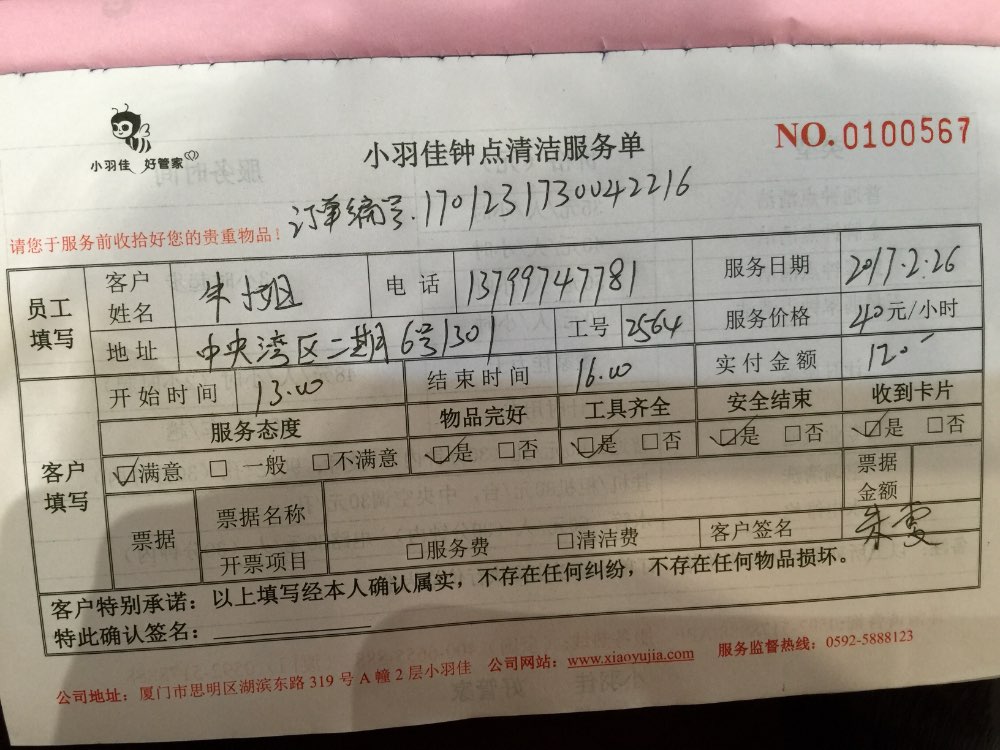 小羽佳 好管家
小羽佳钟点清洁服务单
NO.0100567
订单编号.1701231730042216
请您于服务前收拾好您的贵重物品！
员工填写
客户姓名 朱小姐 电话 13799747781 服务日期 2017.2.26
地址 中央湾区二期6号1301 工号 2564 服务价格 40元/小时
客户填写
开始时间 13.00 结束时间 16.00 实付金额 120
服务态度 物品完好 工具齐全 安全结束 收到卡片
☑满意 □一般 □不满意 ☑是 □否 ☑是 □否 ☑是 □否 ☑是 □否
票据 票据名称 票据金额
开票项目 □服务费 □清洁费 客户签名 朱雯
客户特别承诺：以上填写经本人确认属实，不存在任何纠纷，不存在任何物品损坏。
特此确认签名：
公司地址：厦门市思明区湖滨东路 319 号 A 幢 2 层小羽佳 公司网站：www.xiaoyujia.com 服务监督热线：0592-5888123